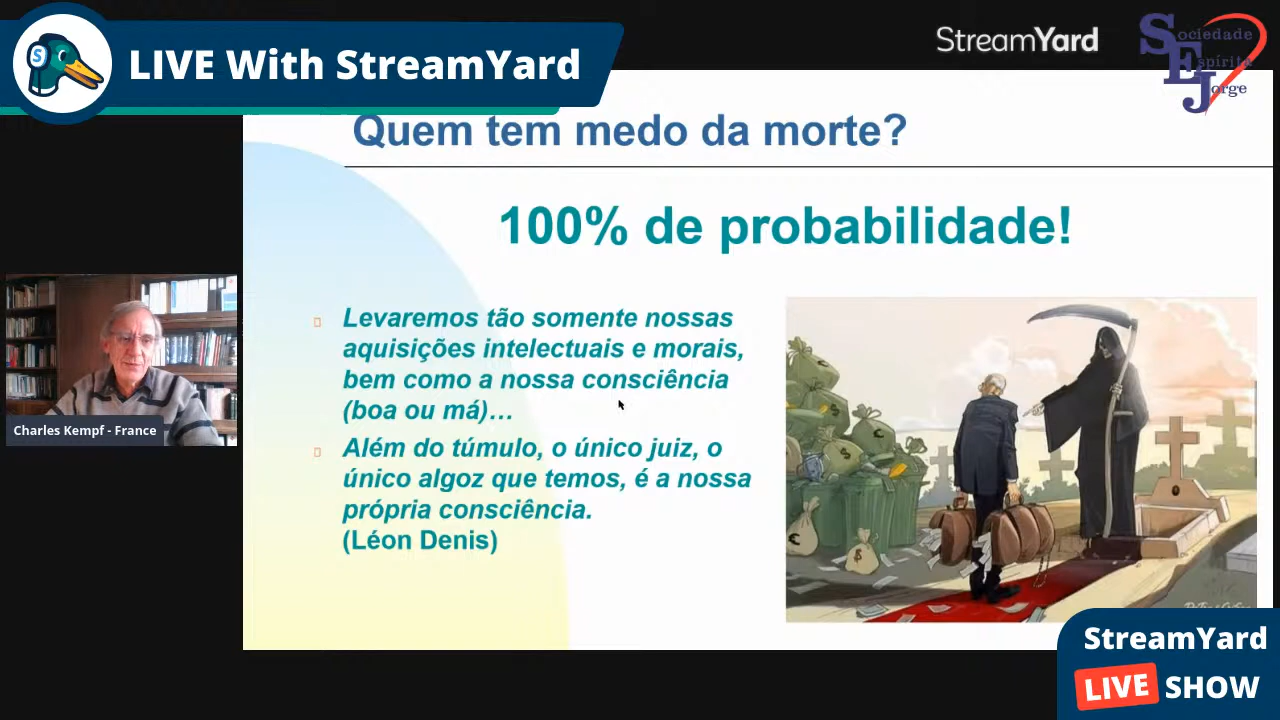 S
LIVE With StreamYard
StreamYard
Sociedade
Espírita
Jorge
Quem tem medo da morte?
100% de probabilidade!
Levaremos tão somente nossas
aquisições intelectuais e morais,
bem como a nossa consciência
(boa ou má)…
Além do túmulo, o único juiz, o
único algoz que temos, é a nossa
própria consciência.
(Léon Denis)
Charles Kempf - France
StreamYard
LIVE SHOW